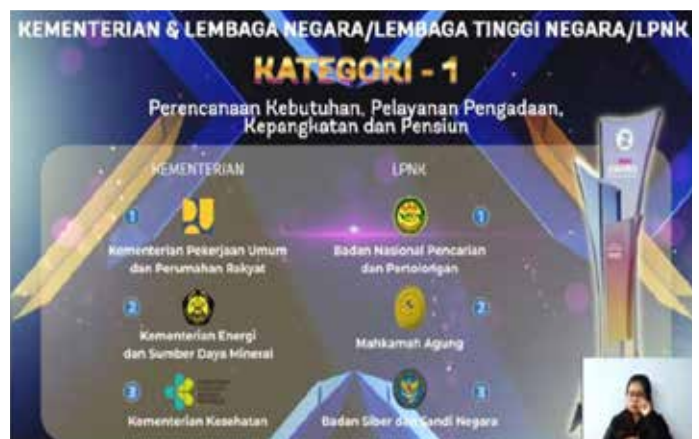 KEMENTERIAN & LEMBAGA NEGARA/LEMBAGA TINGGI NEGARA/LPNK
KATEGORI - 1
Perencanaan Kebutuhan, Pelayanan Pengadaan,
Kepangkatan dan Pensiun
KEMENTERIAN
LPNK
1
Kementerian Pekerjaan Umum
dan Perumahan Rakyat
1
Badan Nasional Pencarian
dan Pertolongan
2
Kementerian Energi
dan Sumber Daya Mineral
2
Mahkamah Agung
3
Kementerian Kesehatan
3
Badan Siber dan Sandi Negara